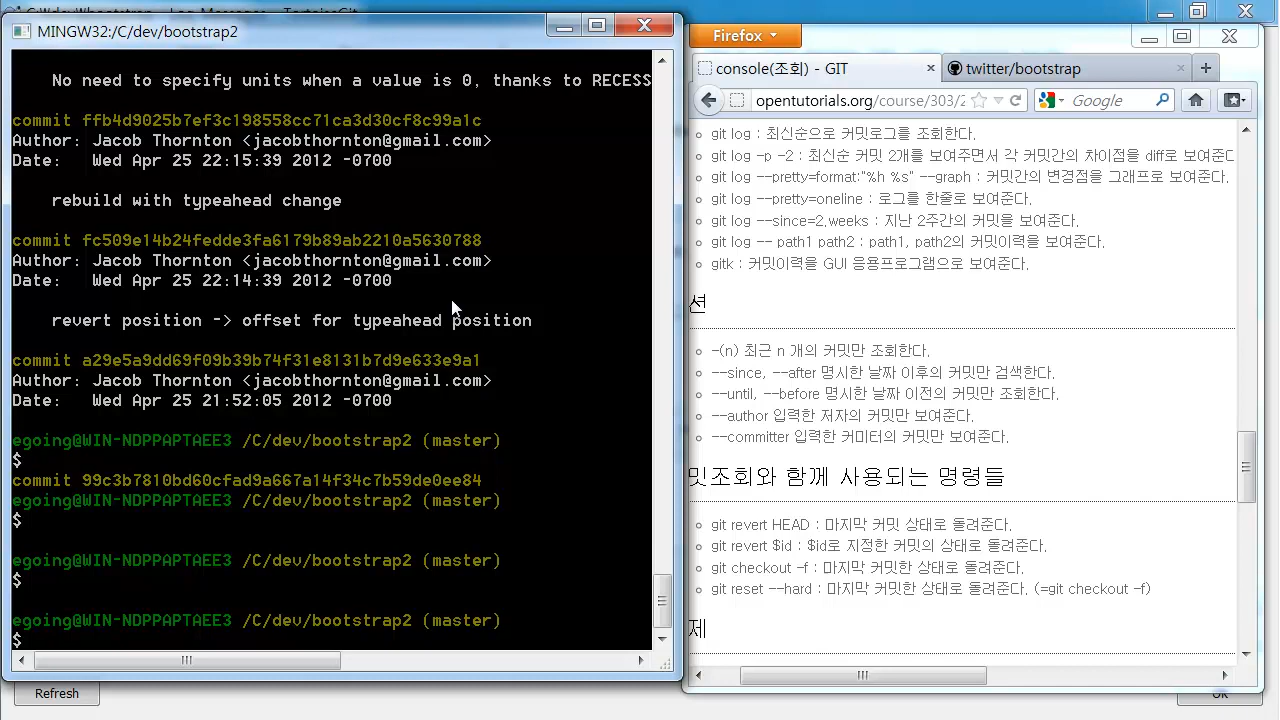 MINGW32:/C/dev/bootstrap2
No need to specify units when a value is 0, thanks to RECESS
commit ffb4d9025b7ef3c198558cc71ca3d30cf8c99a1c
Author: Jacob Thornton <jacobthornton@gmail.com>
Date:   Wed Apr 25 22:15:39 2012 -0700
rebuild with typeahead change
commit fc509e14b24fedde3fa6179b89ab2210a5630788
Author: Jacob Thornton <jacobthornton@gmail.com>
Date:   Wed Apr 25 22:14:39 2012 -0700
revert position -> offset for typeahead position
commit a29e5a9dd69f09b39b74f31e8131b7d9e633e9a1
Author: Jacob Thornton <jacobthornton@gmail.com>
Date:   Wed Apr 25 21:52:05 2012 -0700
egoing@WIN-NDPPAPTAEE3 /C/dev/bootstrap2 (master)
$
commit 99c3b7810bd60cfad9a667a14f34c7b59de0ee84
egoing@WIN-NDPPAPTAEE3 /C/dev/bootstrap2 (master)
$
egoing@WIN-NDPPAPTAEE3 /C/dev/bootstrap2 (master)
$
egoing@WIN-NDPPAPTAEE3 /C/dev/bootstrap2 (master)
$
Refresh
Firefox
console(조회) - GIT
twitter/bootstrap
opentutorials.org/course/303/2
Google
git log : 최신순으로 커밋로그를 조회한다.
git log -p -2 : 최신순 커밋 2개를 보여주면서 각 커밋간의 차이점을 diff로 보여준다
git log --pretty=format:"%h %s" --graph : 커밋간의 변경점을 그래프로 보여준다.
git log --pretty=oneline : 로그를 한줄로 보여준다.
git log --since=2.weeks : 지난 2주간의 커밋을 보여준다.
git log -- path1 path2 : path1, path2의 커밋이력을 보여준다.
gitk : 커밋이력을 GUI 응용프로그램으로 보여준다.
션
-(n) 최근 n 개의 커밋만 조회한다.
--since, --after 명시한 날짜 이후의 커밋만 검색한다.
--until, --before 명시한 날짜 이전의 커밋만 조회한다.
--author 입력한 저자의 커밋만 보여준다.
--committer 입력한 커미터의 커밋만 보여준다.
밋조회와 함께 사용되는 명령들
git revert HEAD : 마지막 커밋 상태로 돌려준다.
git revert $id : $id로 지정한 커밋의 상태로 돌려준다.
git checkout -f : 마지막 커밋한 상태로 돌려준다.
git reset --hard : 마지막 커밋한 상태로 돌려준다. (=git checkout -f)
제